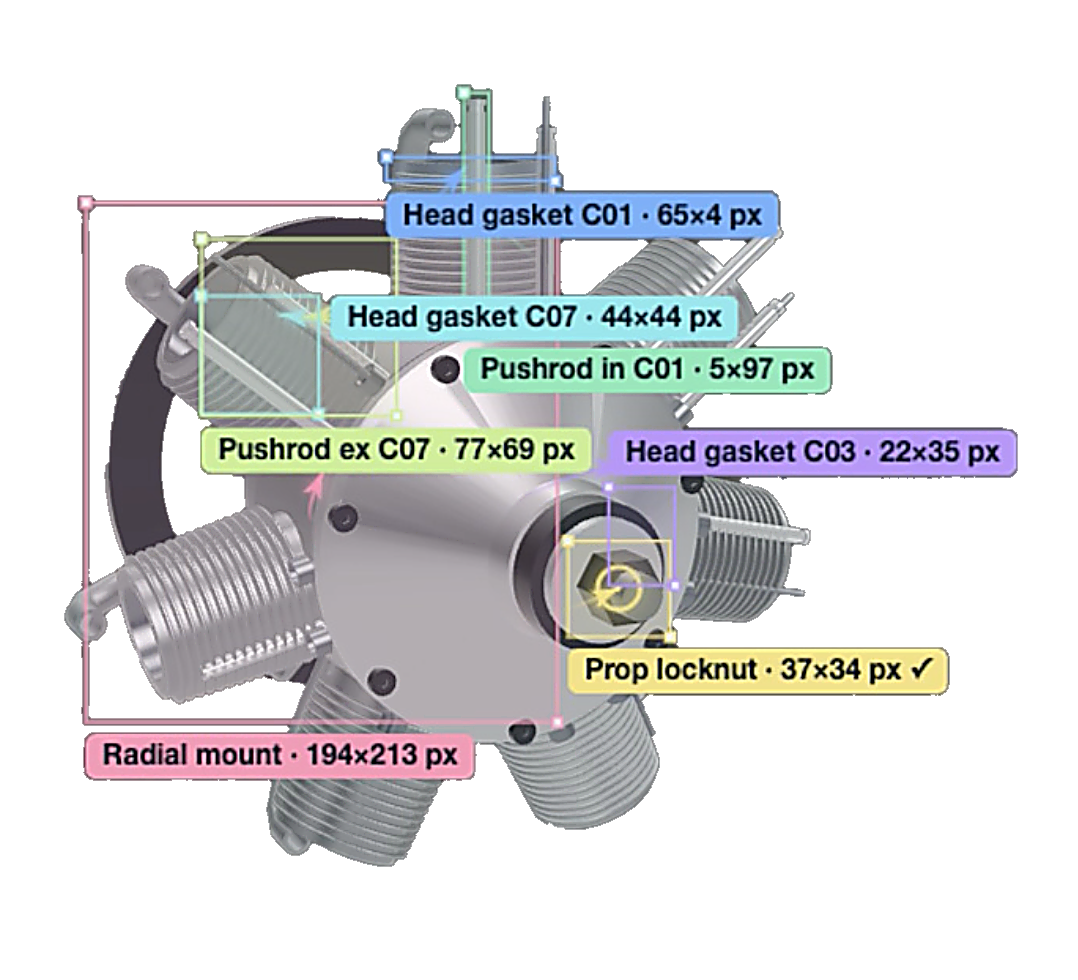 Head gasket C01 · 65×4 px
Head gasket C07 · 44×44 px
Pushrod in C01 · 5×97 px
Pushrod ex C07 · 77×69 px
Head gasket C03 · 22×35 px
Prop locknut · 37×34 px ✓
Radial mount · 194×213 px